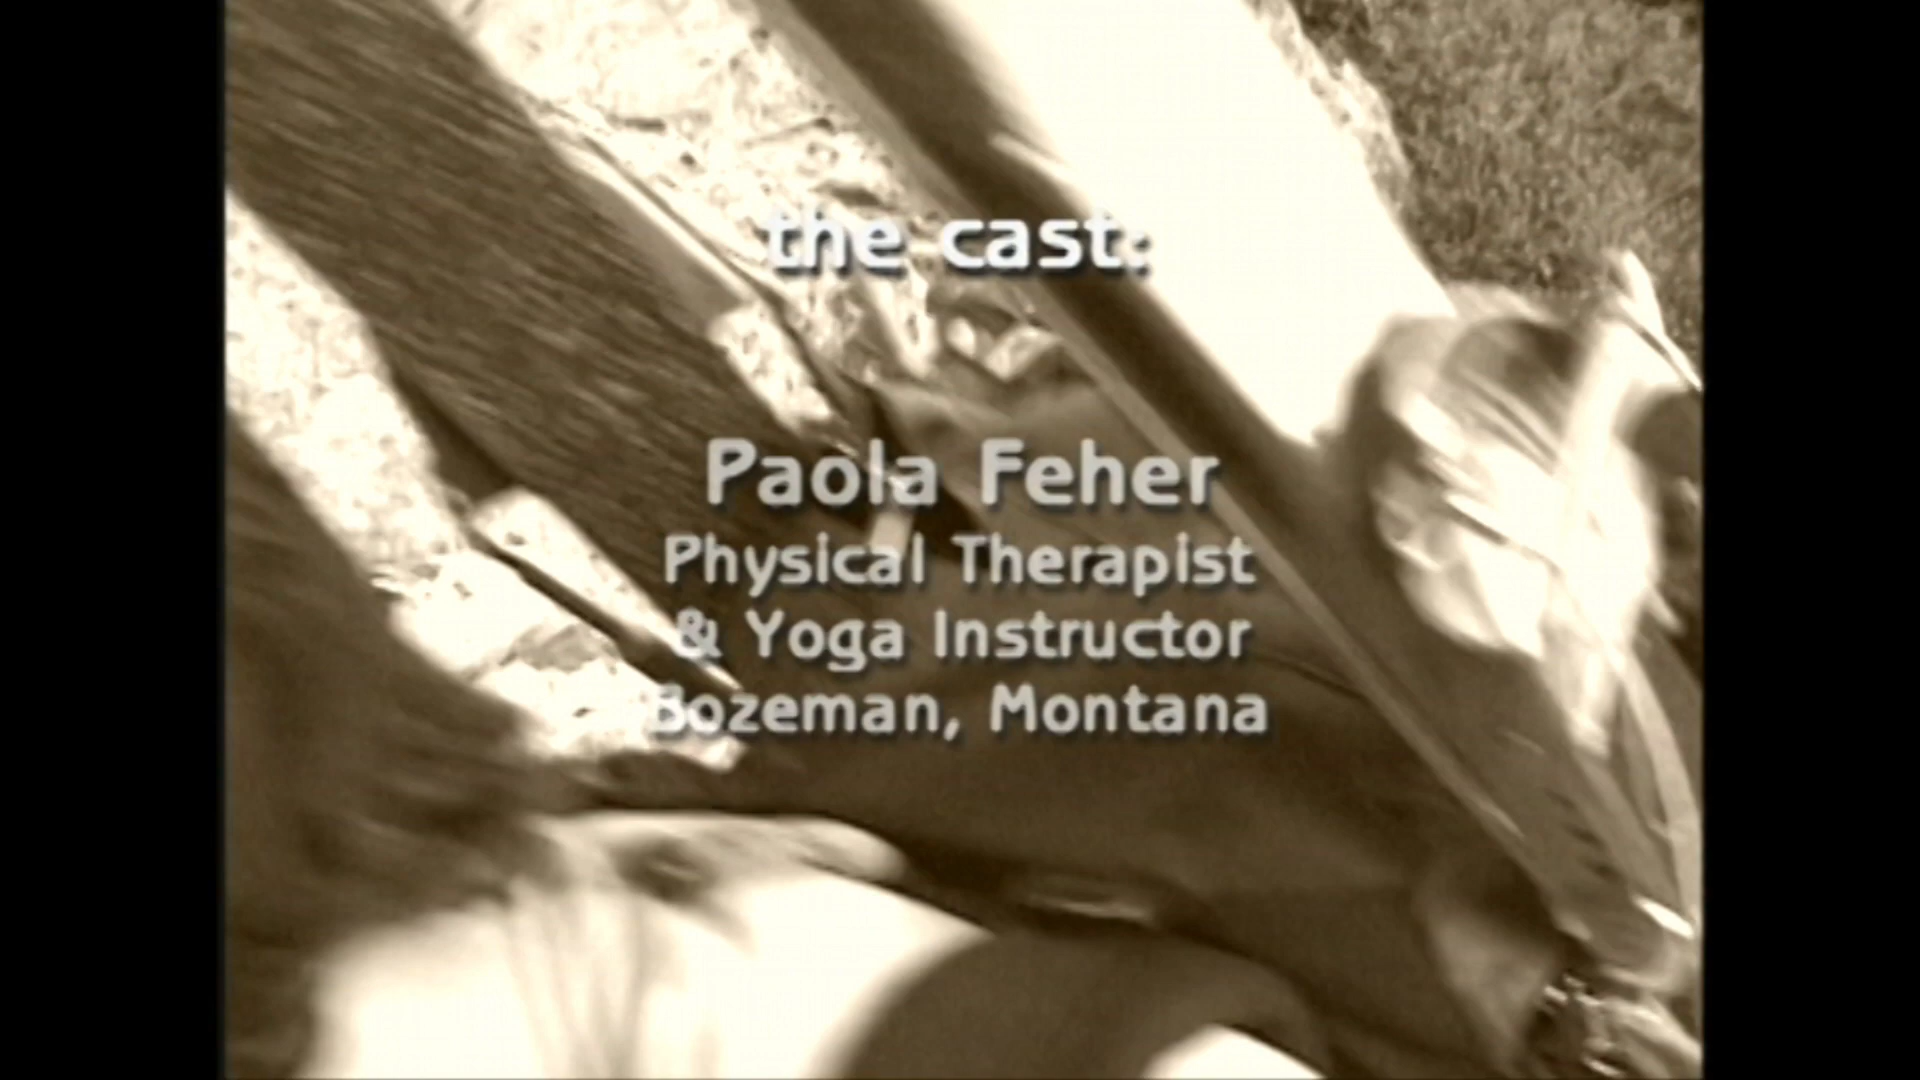 the cast:
Paola Feher
Physical Therapist
& Yoga Instructor
Bozeman, Montana